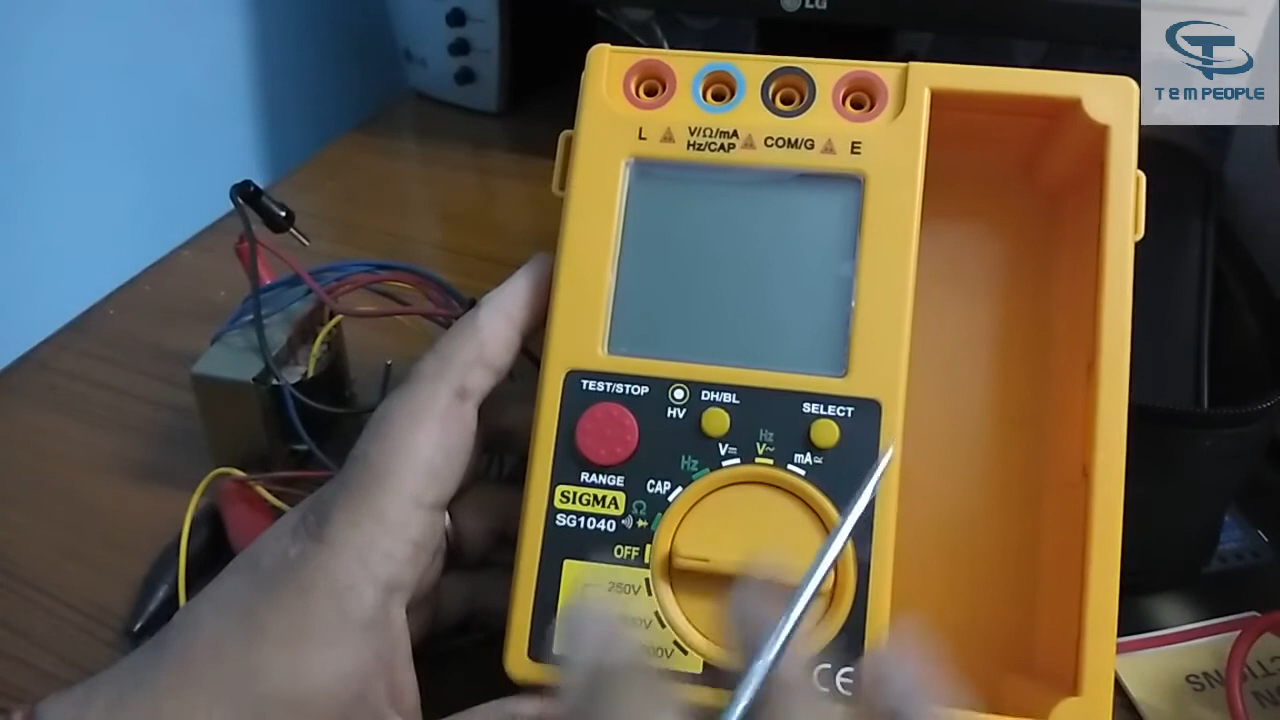 LG
T & M PEOPLE
L
V/Ω/mA
Hz/CAP
COM/G
E
TEST/STOP
HV
DH/BL
SELECT
Hz
V~
V=
mA≂
Hz
RANGE
CAP
SIGMA
Ω
SG1040
OFF
250V
CE